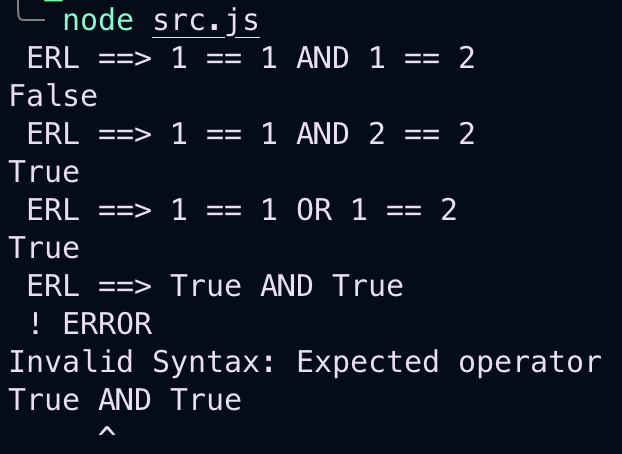 node src.js
ERL ==> 1 == 1 AND 1 == 2
False
ERL ==> 1 == 1 AND 2 == 2
True
ERL ==> 1 == 1 OR 1 == 2
True
ERL ==> True AND True
! ERROR
Invalid Syntax: Expected operator
True AND True
^